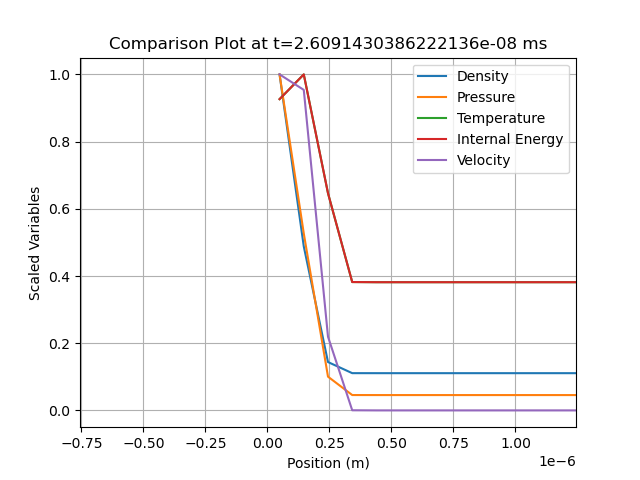 Comparison Plot at t=2.6091430386222136e-08 ms
Density
Pressure
Temperature
Internal Energy
Velocity
Scaled Variables
1.0
0.8
0.6
0.4
0.2
0.0
−0.75 −0.50 −0.25 0.00 0.25 0.50 0.75 1.00
1e−6
Position (m)